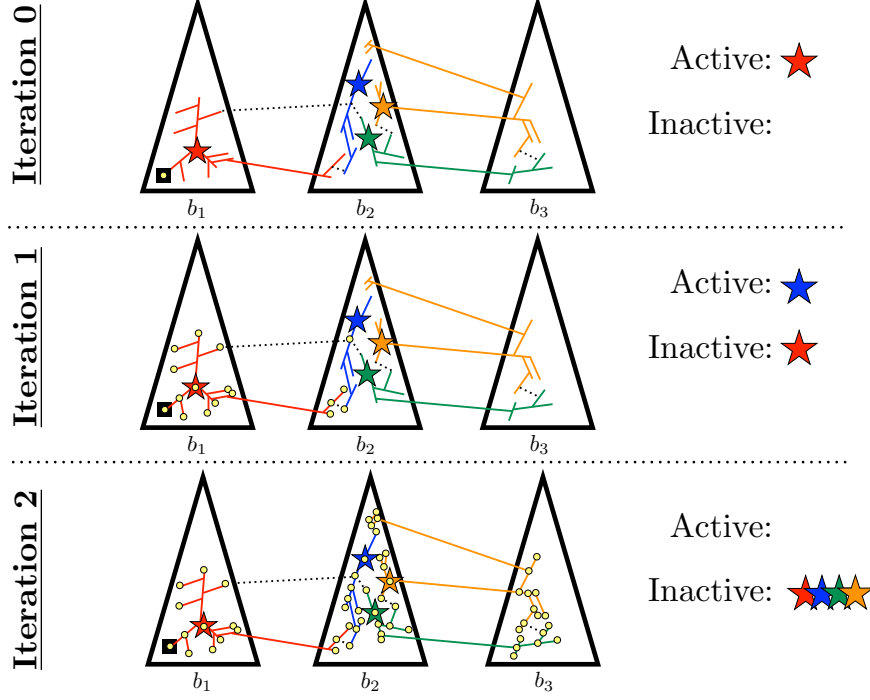 Iteration 0
Active:
Inactive:
b1 b2 b3
Iteration 1
Active:
Inactive:
b1 b2 b3
Iteration 2
Active:
Inactive:
b1 b2 b3